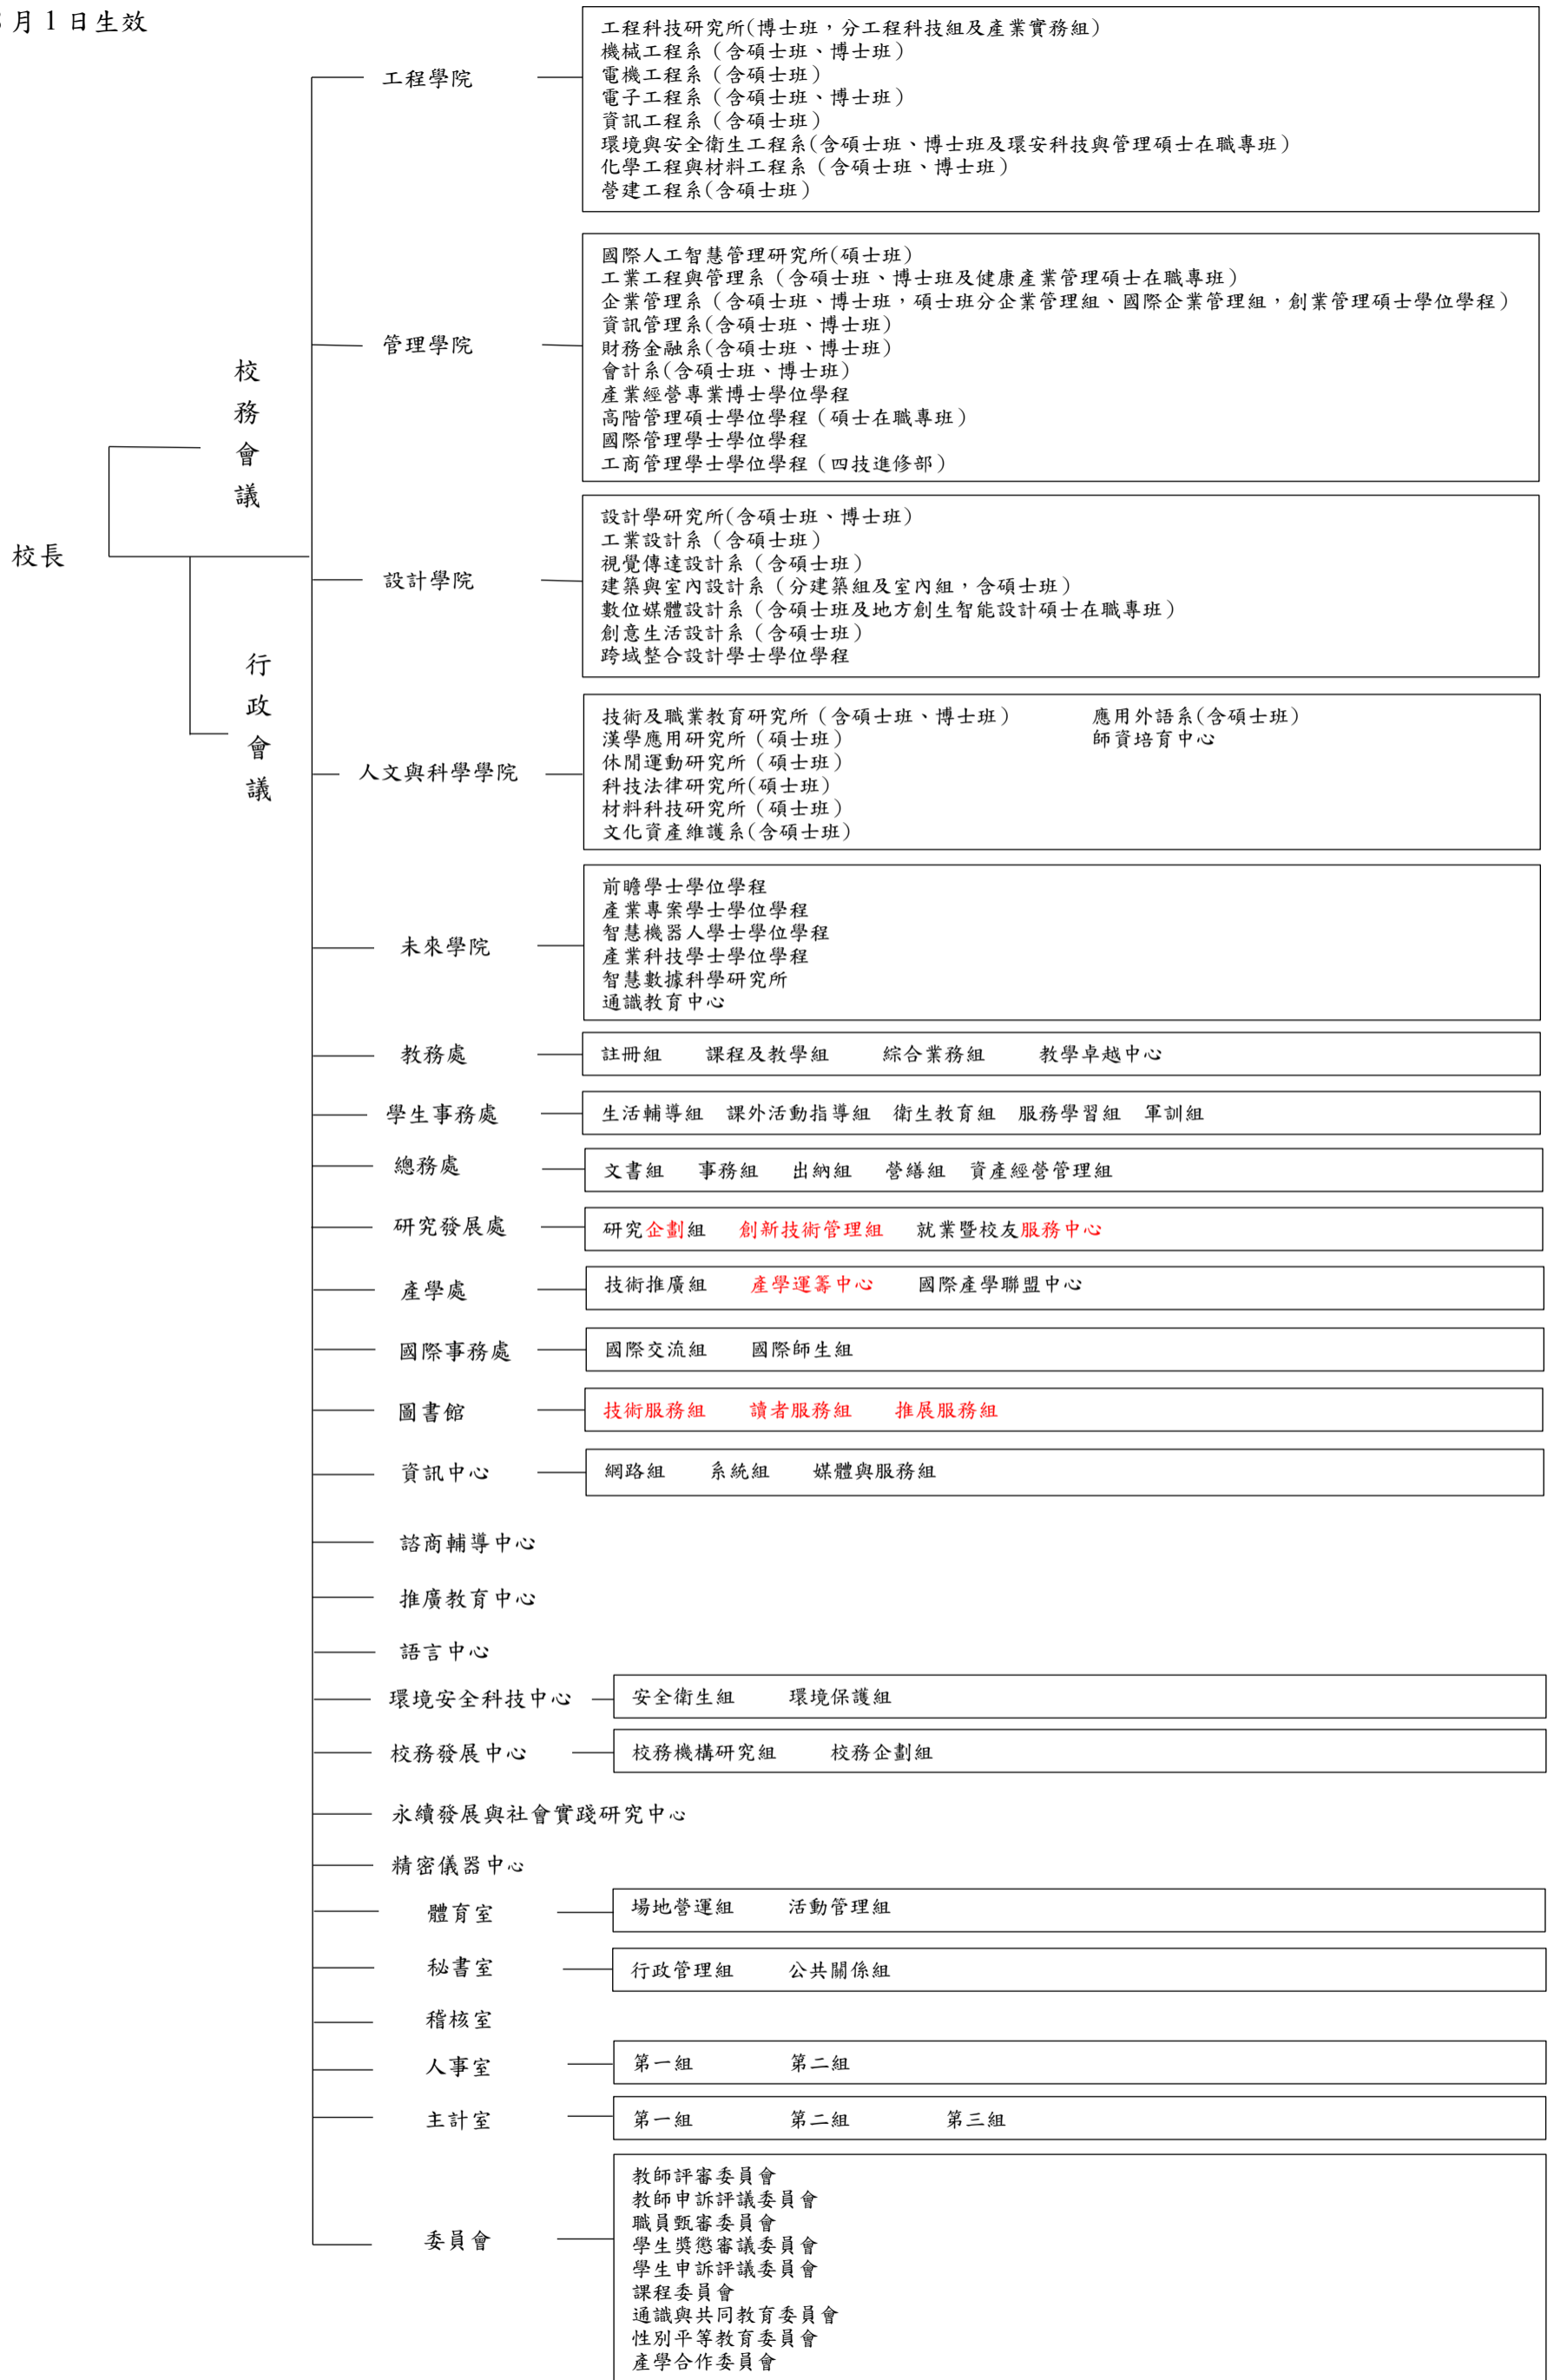 月1日生效
校長
校務會議
行政會議
工程學院
工程科技研究所(博士班，分工程科技組及產業實務組)
機械工程系（含碩士班、博士班）
電機工程系（含碩士班）
電子工程系（含碩士班、博士班）
資訊工程系（含碩士班）
環境與安全衛生工程系(含碩士班、博士班及環安科技與管理碩士在職專班）
化學工程與材料工程系（含碩士班、博士班）
營建工程系(含碩士班）
管理學院
國際人工智慧管理研究所(碩士班)
工業工程與管理系（含碩士班、博士班及健康產業管理碩士在職專班）
企業管理系（含碩士班、博士班，碩士班分企業管理組、國際企業管理組，創業管理碩士學位學程）
資訊管理系(含碩士班、博士班)
財務金融系(含碩士班、博士班)
會計系(含碩士班、博士班)
產業經營專業博士學位學程
高階管理碩士學位學程（碩士在職專班）
國際管理學士學位學程
工商管理學士學位學程（四技進修部）
設計學院
設計學研究所(含碩士班、博士班)
工業設計系（含碩士班）
視覺傳達設計系（含碩士班）
建築與室內設計系（分建築組及室內組，含碩士班）
數位媒體設計系（含碩士班及地方創生智能設計碩士在職專班）
創意生活設計系（含碩士班）
跨域整合設計學士學位學程
人文與科學學院
技術及職業教育研究所（含碩士班、博士班） 應用外語系(含碩士班)
漢學應用研究所（碩士班） 師資培育中心
休閒運動研究所（碩士班）
科技法律研究所(碩士班)
材料科技研究所（碩士班）
文化資產維護系(含碩士班)
未來學院
前瞻學士學位學程
產業專案學士學位學程
智慧機器人學士學位學程
產業科技學士學位學程
智慧數據科學研究所
通識教育中心
教務處 註冊組 課程及教學組 綜合業務組 教學卓越中心
學生事務處 生活輔導組 課外活動指導組 衛生教育組 服務學習組 軍訓組
總務處 文書組 事務組 出納組 營繕組 資產經營管理組
研究發展處 研究企劃組 創新技術管理組 就業暨校友服務中心
產學處 技術推廣組 產學運籌中心 國際產學聯盟中心
國際事務處 國際交流組 國際師生組
圖書館 技術服務組 讀者服務組 推展服務組
資訊中心 網路組 系統組 媒體與服務組
諮商輔導中心
推廣教育中心
語言中心
環境安全科技中心 安全衛生組 環境保護組
校務發展中心 校務機構研究組 校務企劃組
永續發展與社會實踐研究中心
精密儀器中心
體育室 場地營運組 活動管理組
秘書室 行政管理組 公共關係組
稽核室
人事室 第一組 第二組
主計室 第一組 第二組 第三組
委員會
教師評審委員會
教師申訴評議委員會
職員甄審委員會
學生獎懲審議委員會
學生申訴評議委員會
課程委員會
通識與共同教育委員會
性別平等教育委員會
產學合作委員會